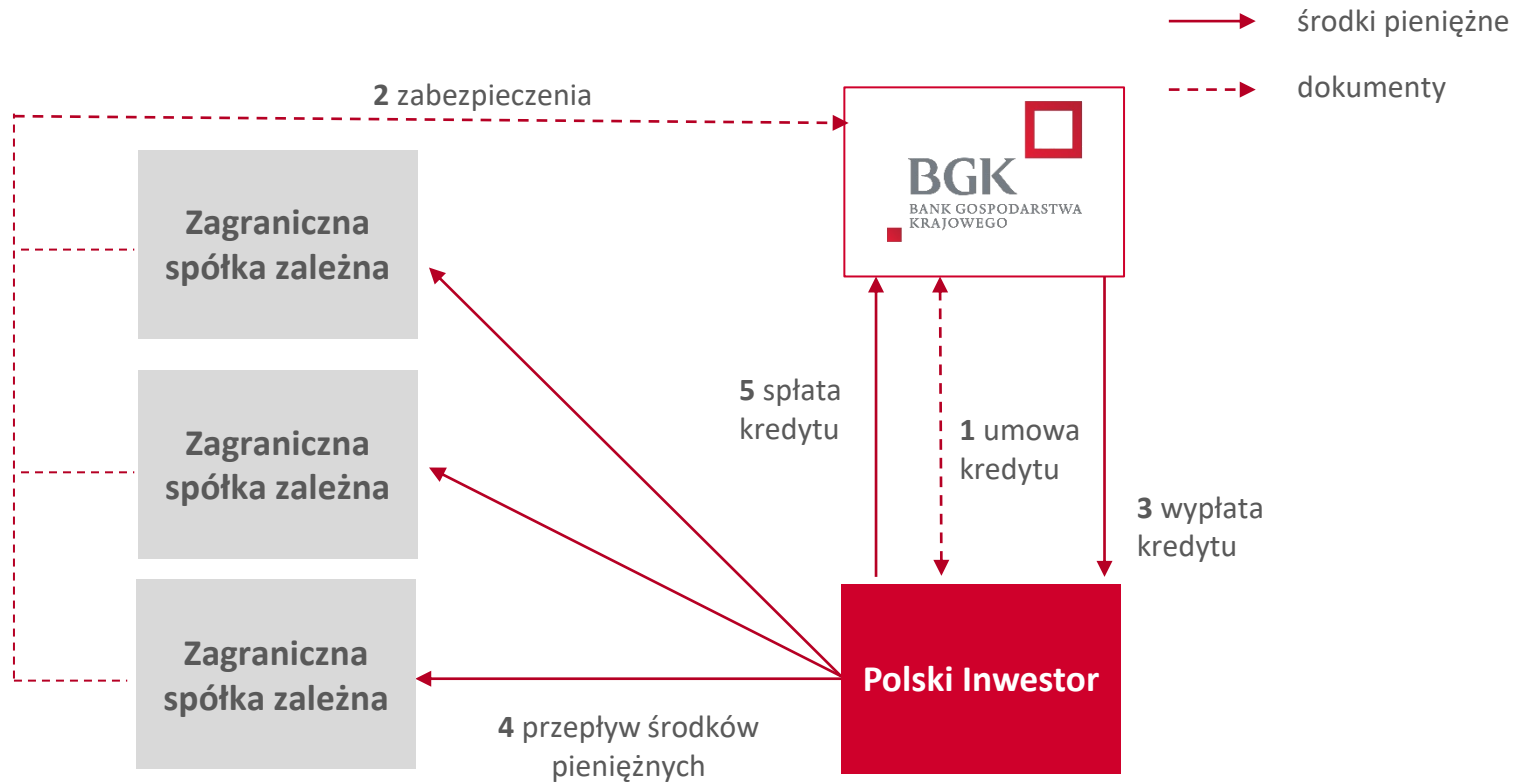 środki pieniężne
dokumenty
2 zabezpieczenia
BGK
BANK GOSPODARSTWA
KRAJOWEGO
Zagraniczna
spółka zależna
Zagraniczna
spółka zależna
Zagraniczna
spółka zależna
5 spłata
kredytu
1 umowa
kredytu
3 wypłata
kredytu
Polski Inwestor
4 przepływ środków
pieniężnych